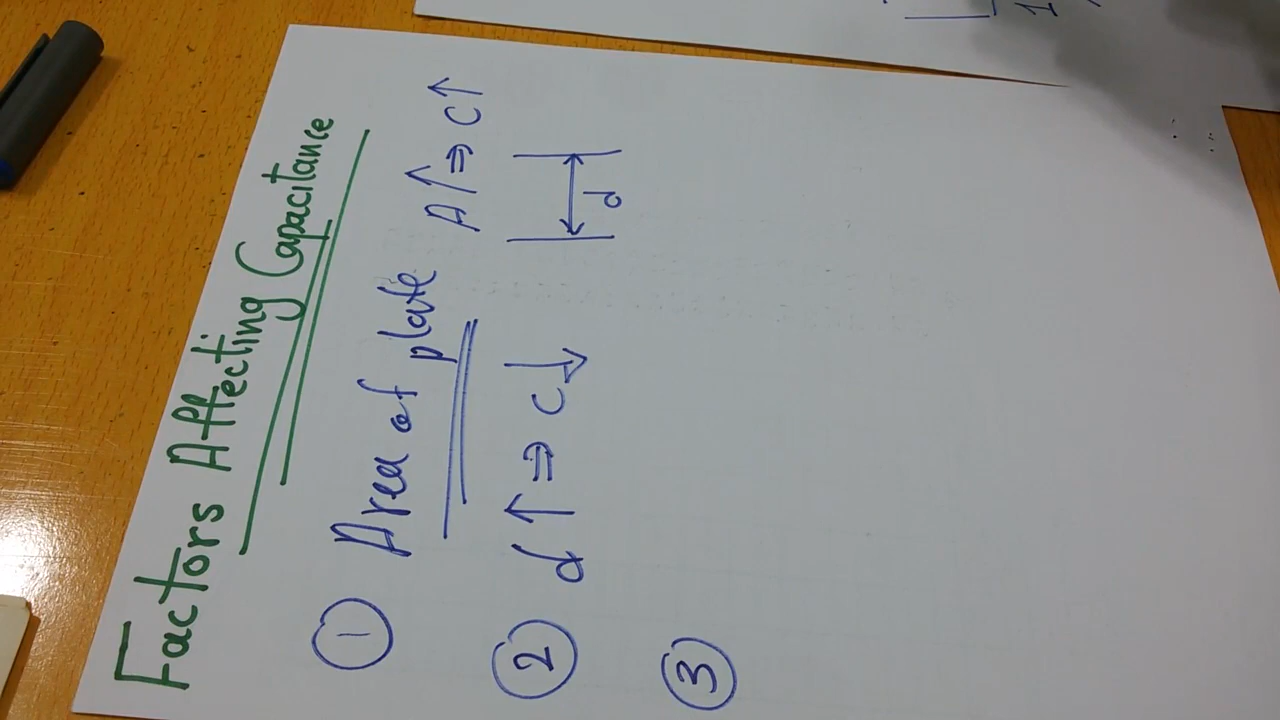 Factors Affecting Capacitance
① Area of plate A↑ ⇒ C↑
② d↑ ⇒ C↓ d
③